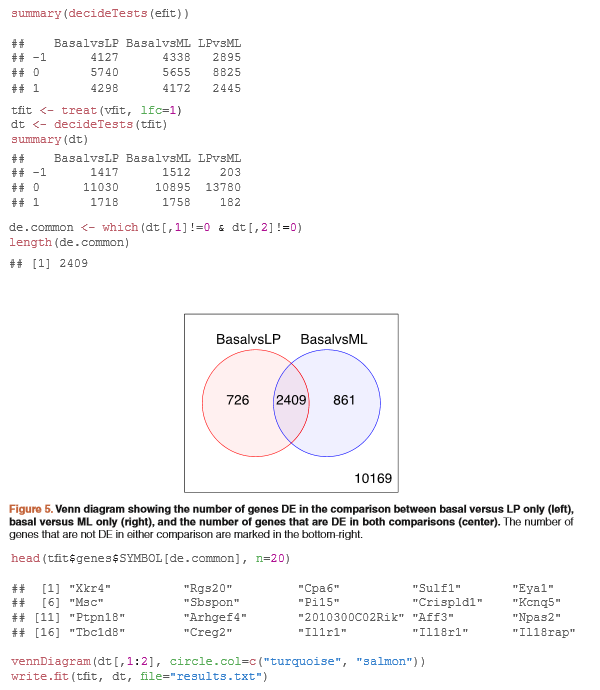 summary(decideTests(efit))
##    BasalvsLP BasalvsML LPvsML
## -1      4127      4338   2895
## 0       5740      5655   8825
## 1       4298      4172   2445
tfit <- treat(vfit, lfc=1)
dt <- decideTests(tfit)
summary(dt)
##    BasalvsLP BasalvsML LPvsML
## -1      1417      1512    203
## 0      11030     10895  13780
## 1       1718      1758    182
de.common <- which(dt[,1]!=0 & dt[,2]!=0)
length(de.common)
## [1] 2409
BasalvsLP BasalvsML
726 2409 861
10169
Figure 5. Venn diagram showing the number of genes DE in the comparison between basal versus LP only (left),
basal versus ML only (right), and the number of genes that are DE in both comparisons (center). The number of
genes that are not DE in either comparison are marked in the bottom-right.
head(tfit$genes$SYMBOL[de.common], n=20)
##  [1] "Xkr4"          "Rgs20"         "Cpa6"          "Sulf1"         "Eya1"
##  [6] "Msc"           "Sbspon"        "Pi15"          "Crispld1"      "Kcnq5"
## [11] "Ptpn18"        "Arhgef4"       "2010300C02Rik" "Aff3"          "Npas2"
## [16] "Tbc1d8"        "Creg2"         "Il1r1"         "Il18r1"        "Il18rap"
vennDiagram(dt[,1:2], circle.col=c("turquoise", "salmon"))
write.fit(tfit, dt, file="results.txt")